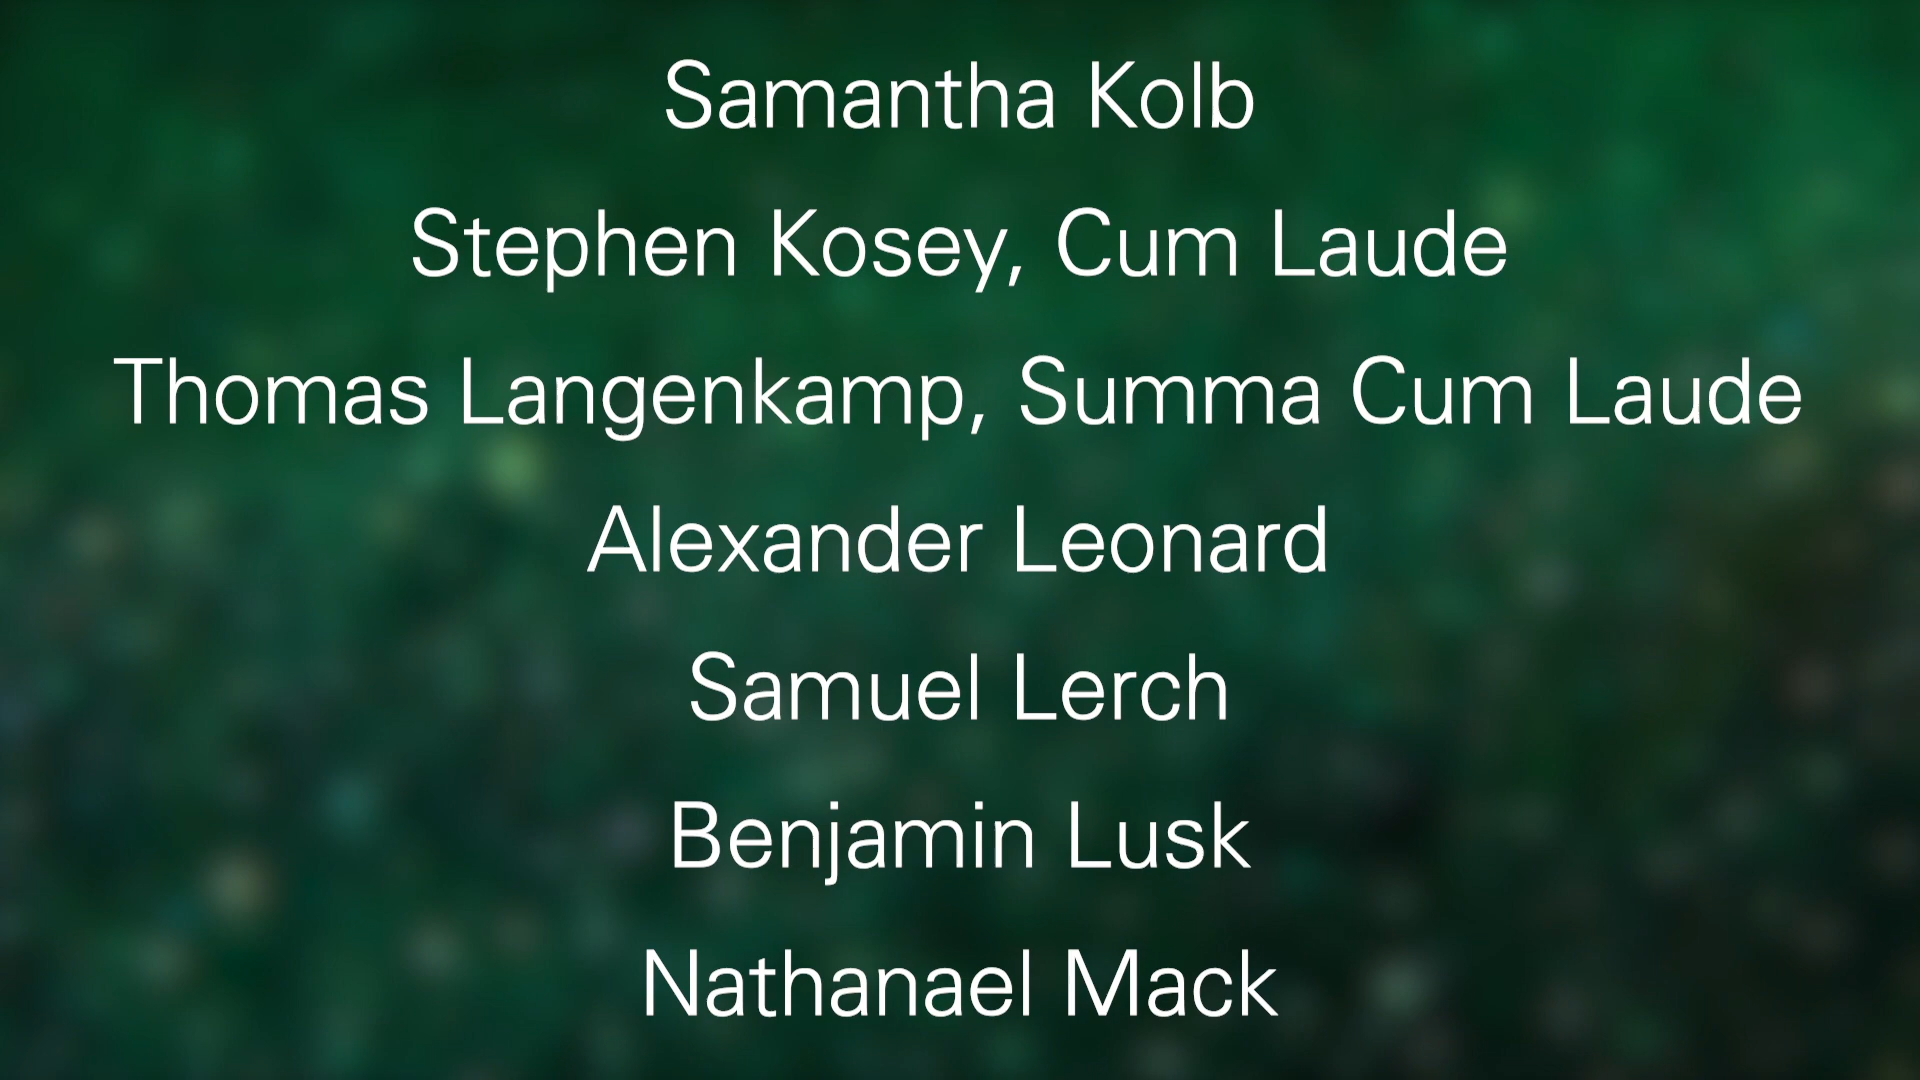 Samantha Kolb
Stephen Kosey, Cum Laude
Thomas Langenkamp, Summa Cum Laude
Alexander Leonard
Samuel Lerch
Benjamin Lusk
Nathanael Mack